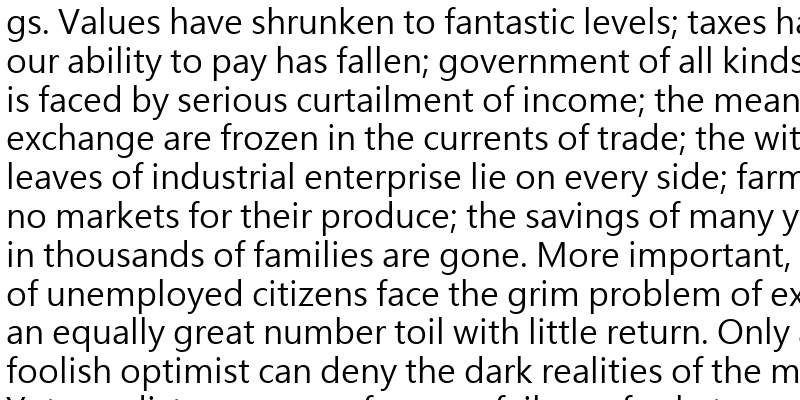 gs. Values have shrunken to fantastic levels; taxes ha
our ability to pay has fallen; government of all kinds
is faced by serious curtailment of income; the mean
exchange are frozen in the currents of trade; the wit
leaves of industrial enterprise lie on every side; farm
no markets for their produce; the savings of many y
in thousands of families are gone. More important,
of unemployed citizens face the grim problem of ex
an equally great number toil with little return. Only
foolish optimist can deny the dark realities of the m